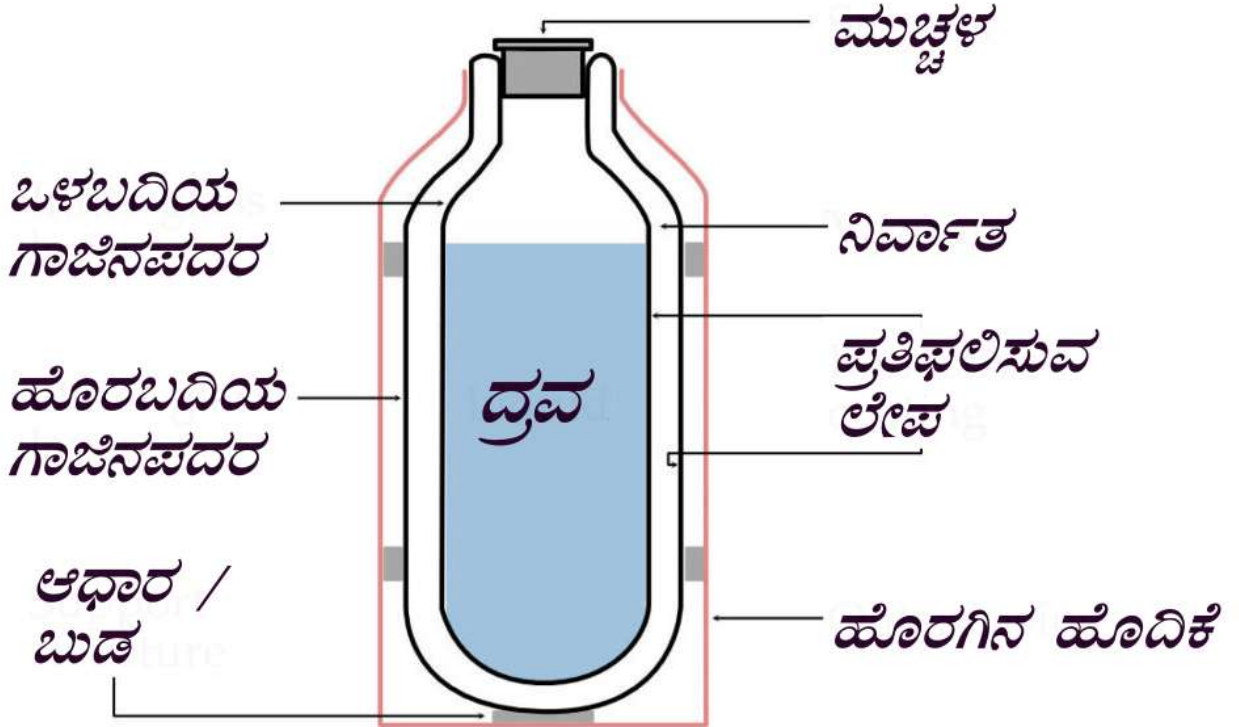 ಮುಚ್ಚಳ
ಒಳಬದಿಯ
ಗಾಜಿನಪದರ
ನಿರ್ವಾತ
ಪ್ರತಿಫಲಿಸುವ
ಲೇಪ
ಹೊರಬದಿಯ
ಗಾಜಿನಪದರ
ದ್ರವ
ಆಧಾರ /
ಬುಡ
ಹೊರಗಿನ ಹೊದಿಕೆ